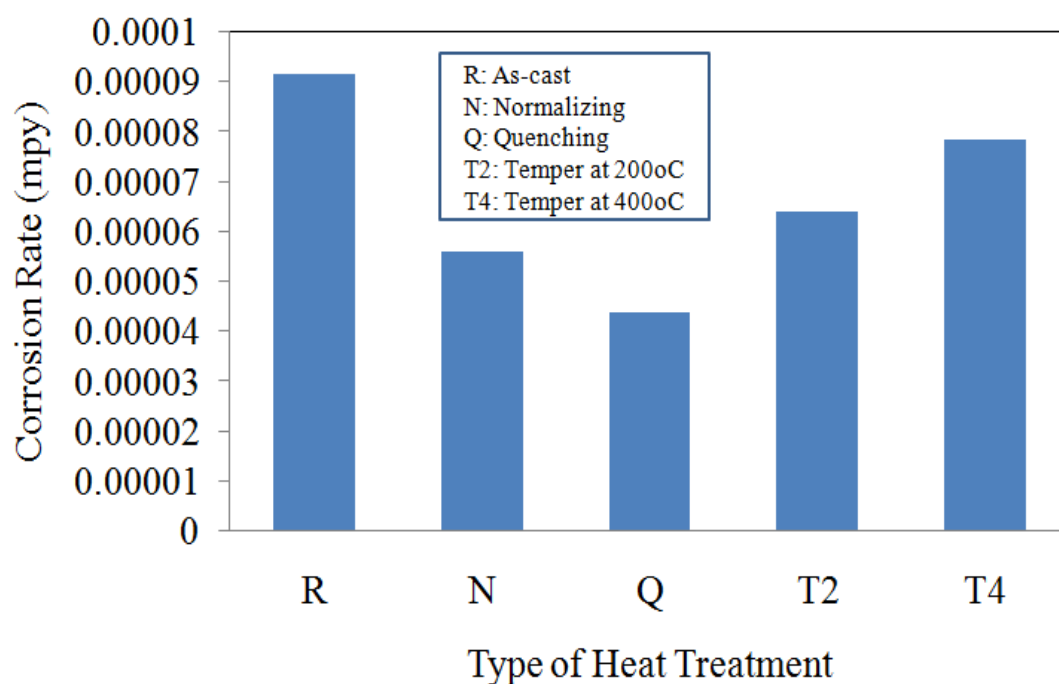 0.0001
0.00009
0.00008
0.00007
0.00006
0.00005
0.00004
0.00003
0.00002
0.00001
0
Corrosion Rate (mpy)
R: As-cast
N: Normalizing
Q: Quenching
T2: Temper at 200oC
T4: Temper at 400oC
R N Q T2 T4
Type of Heat Treatment